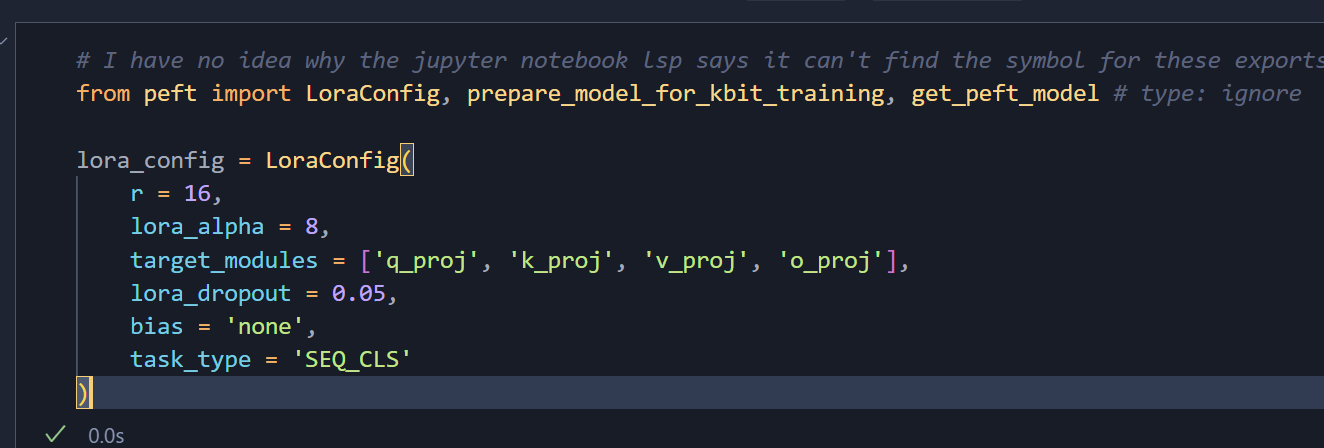 # I have no idea why the jupyter notebook lsp says it can't find the symbol for these exports
from peft import LoraConfig, prepare_model_for_kbit_training, get_peft_model # type: ignore
lora_config = LoraConfig(
r = 16,
lora_alpha = 8,
target_modules = ['q_proj', 'k_proj', 'v_proj', 'o_proj'],
lora_dropout = 0.05,
bias = 'none',
task_type = 'SEQ_CLS'
)
0.0s